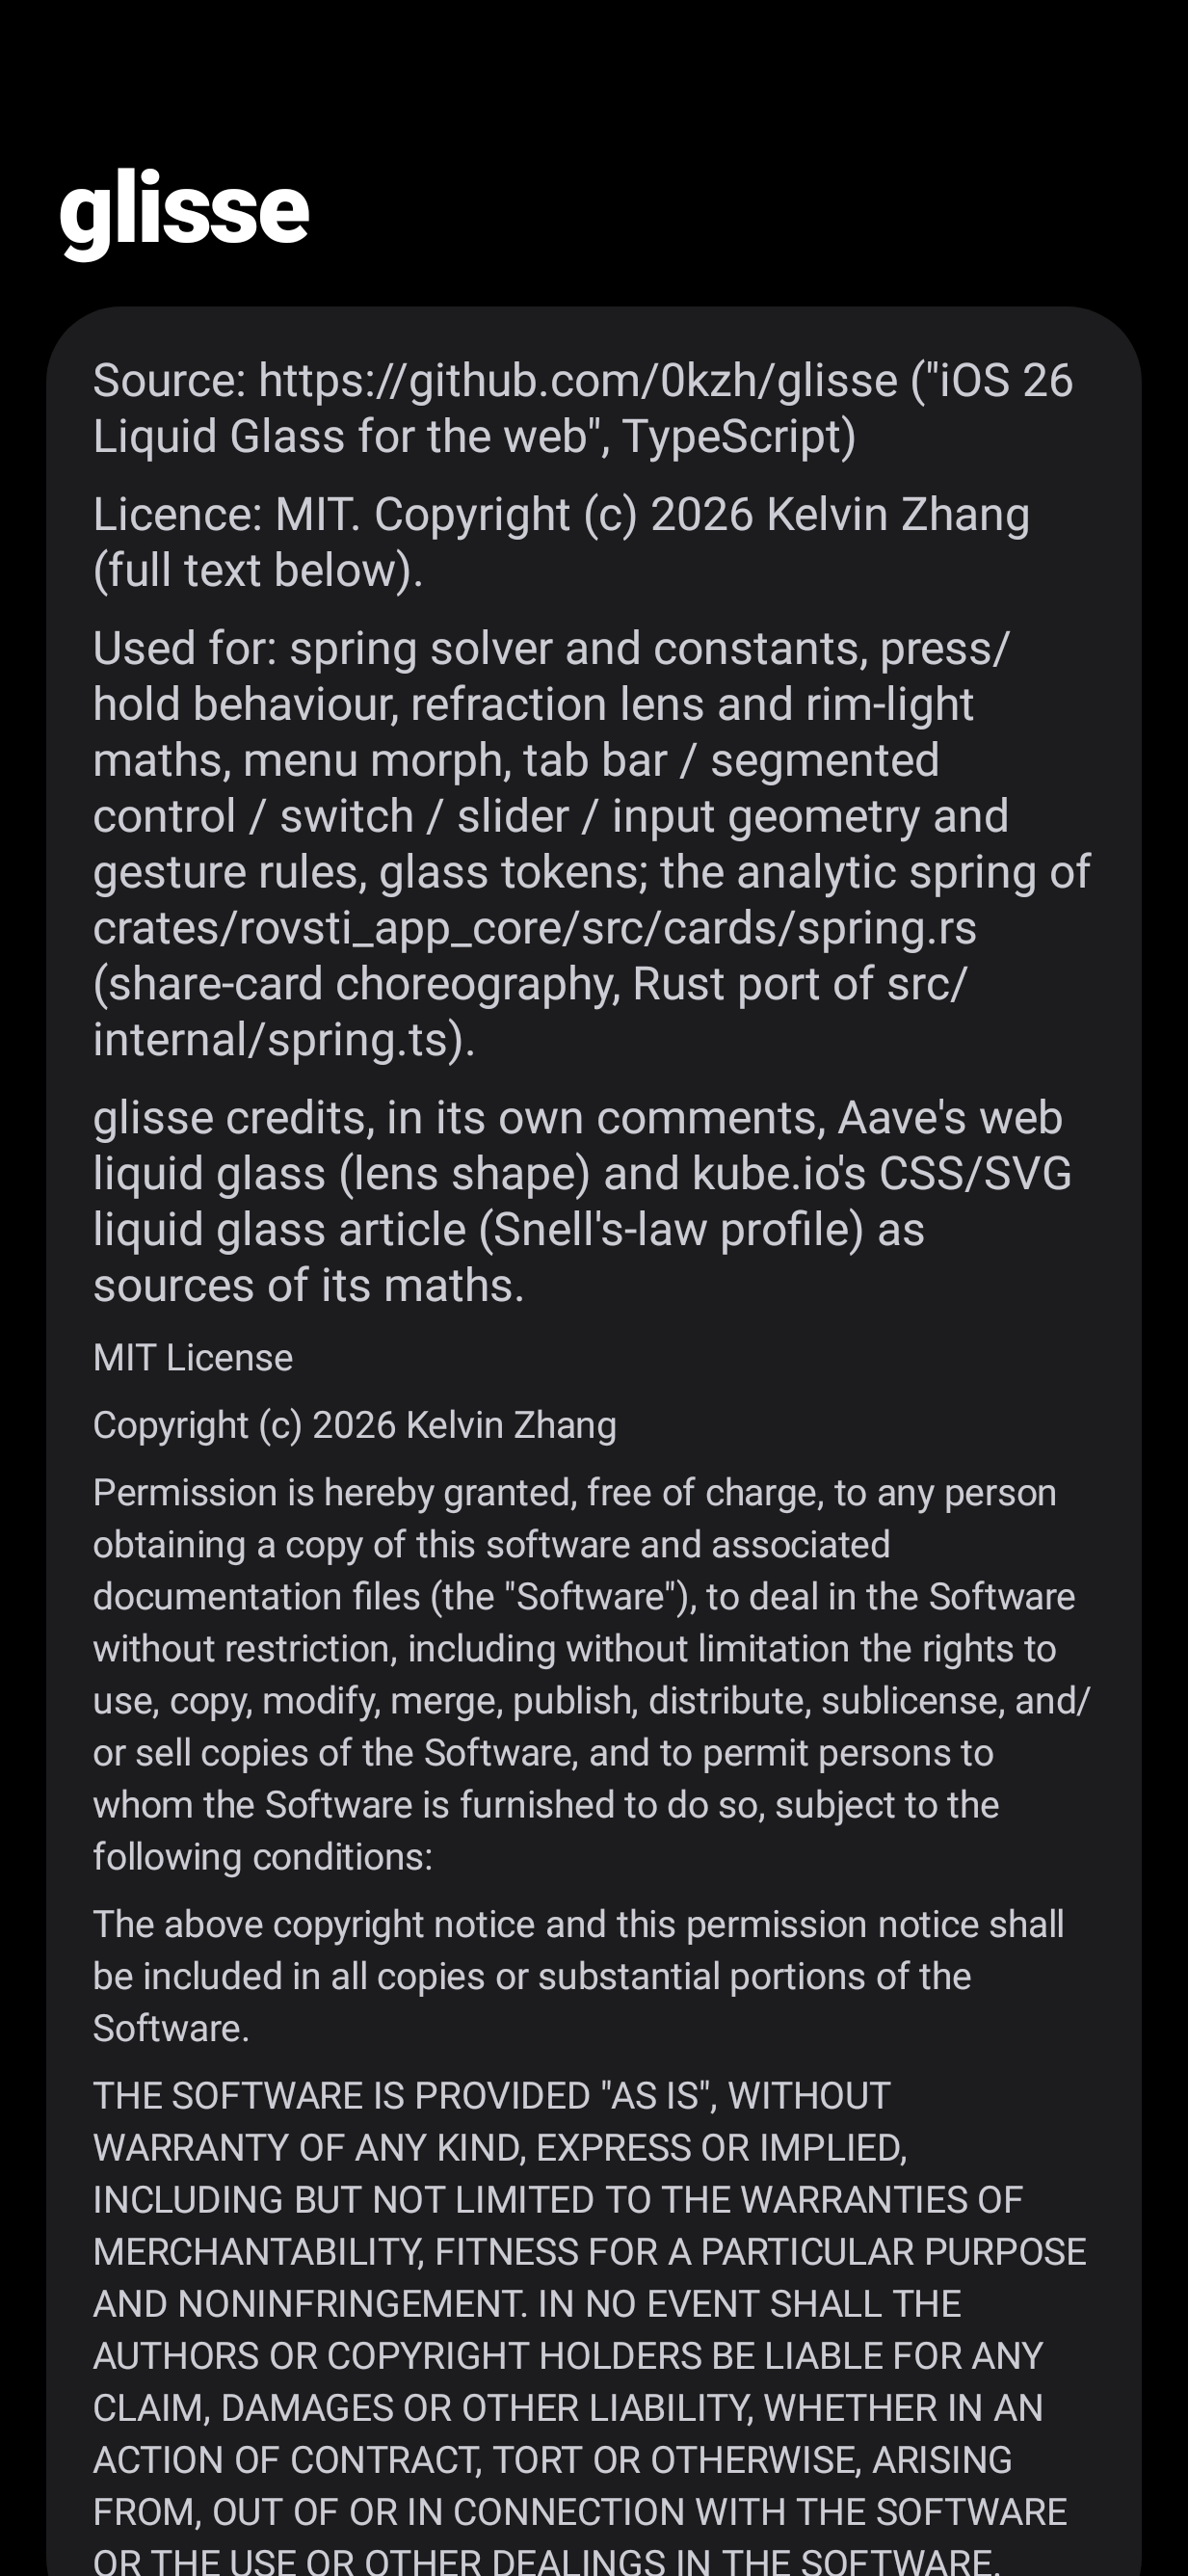 glisse
Source: https://github.com/0kzh/glisse ("iOS 26
Liquid Glass for the web", TypeScript)
Licence: MIT. Copyright (c) 2026 Kelvin Zhang
(full text below).
Used for: spring solver and constants, press/
hold behaviour, refraction lens and rim-light
maths, menu morph, tab bar / segmented
control / switch / slider / input geometry and
gesture rules, glass tokens; the analytic spring of
crates/rovsti_app_core/src/cards/spring.rs
(share-card choreography, Rust port of src/
internal/spring.ts).
glisse credits, in its own comments, Aave's web
liquid glass (lens shape) and kube.io's CSS/SVG
liquid glass article (Snell's-law profile) as
sources of its maths.
MIT License
Copyright (c) 2026 Kelvin Zhang
Permission is hereby granted, free of charge, to any person
obtaining a copy of this software and associated
documentation files (the "Software"), to deal in the Software
without restriction, including without limitation the rights to
use, copy, modify, merge, publish, distribute, sublicense, and/
or sell copies of the Software, and to permit persons to
whom the Software is furnished to do so, subject to the
following conditions:
The above copyright notice and this permission notice shall
be included in all copies or substantial portions of the
Software.
THE SOFTWARE IS PROVIDED "AS IS", WITHOUT
WARRANTY OF ANY KIND, EXPRESS OR IMPLIED,
INCLUDING BUT NOT LIMITED TO THE WARRANTIES OF
MERCHANTABILITY, FITNESS FOR A PARTICULAR PURPOSE
AND NONINFRINGEMENT. IN NO EVENT SHALL THE
AUTHORS OR COPYRIGHT HOLDERS BE LIABLE FOR ANY
CLAIM, DAMAGES OR OTHER LIABILITY, WHETHER IN AN
ACTION OF CONTRACT, TORT OR OTHERWISE, ARISING
FROM, OUT OF OR IN CONNECTION WITH THE SOFTWARE
OR THE USE OR OTHER DEALINGS IN THE SOFTWARE.